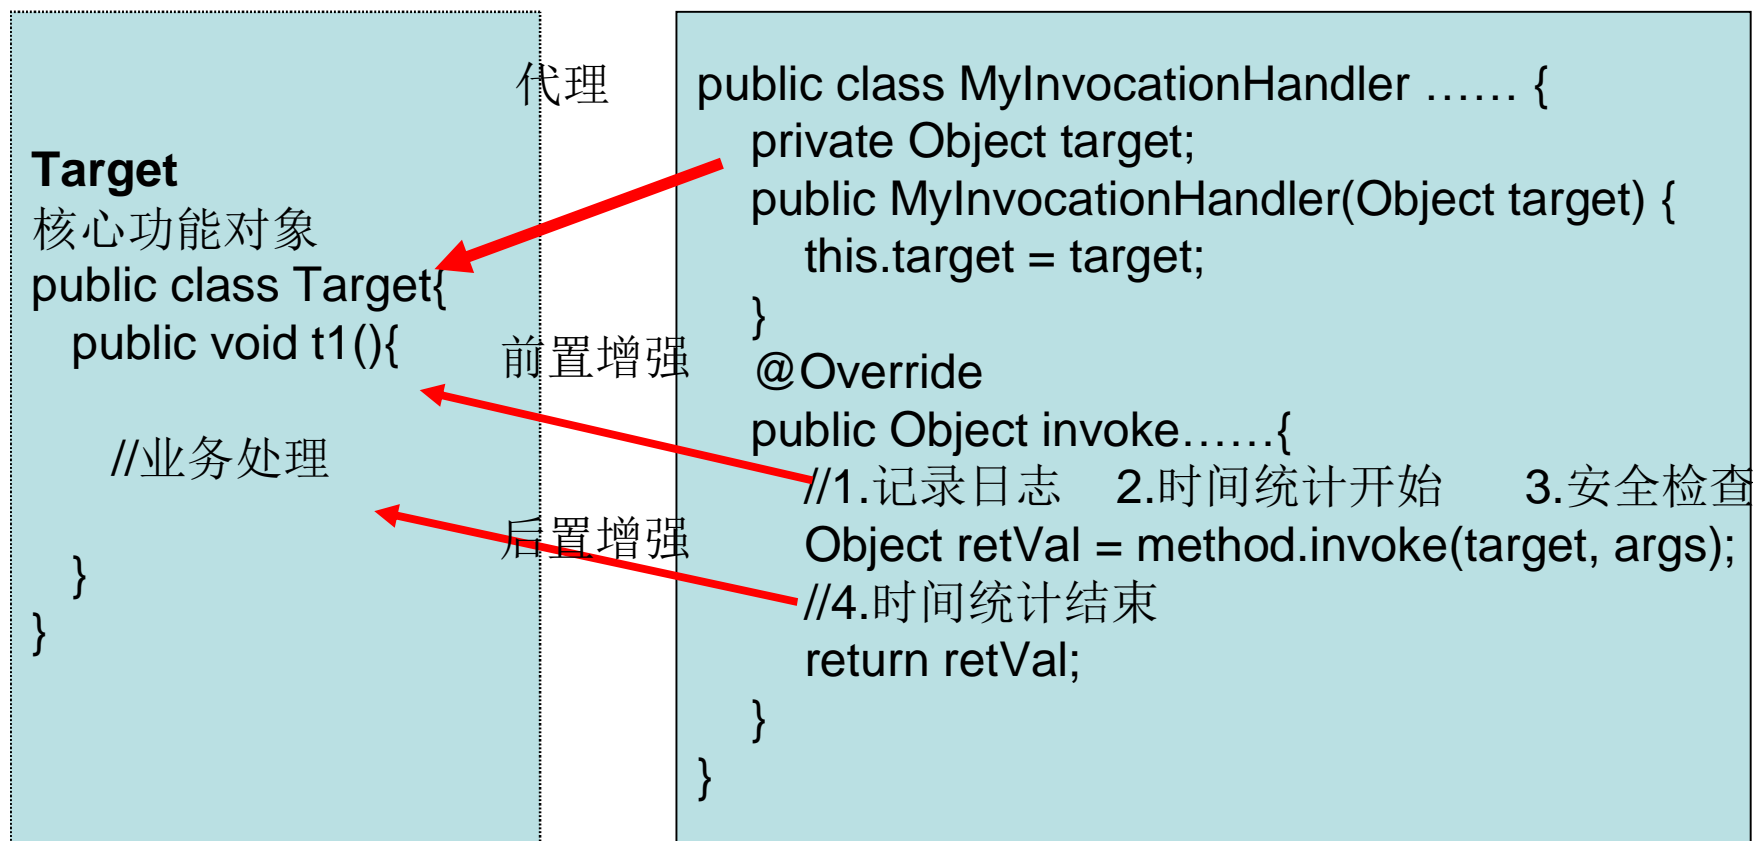 Target
核心功能对象
public class Target{
public void t1(){
//业务处理
}
}
代理
前置增强
后置增强
public class MyInvocationHandler …… {
private Object target;
public MyInvocationHandler(Object target) {
this.target = target;
}
@Override
public Object invoke……{
//1.记录日志 2.时间统计开始 3.安全检查
Object retVal = method.invoke(target, args);
//4.时间统计结束
return retVal;
}
}